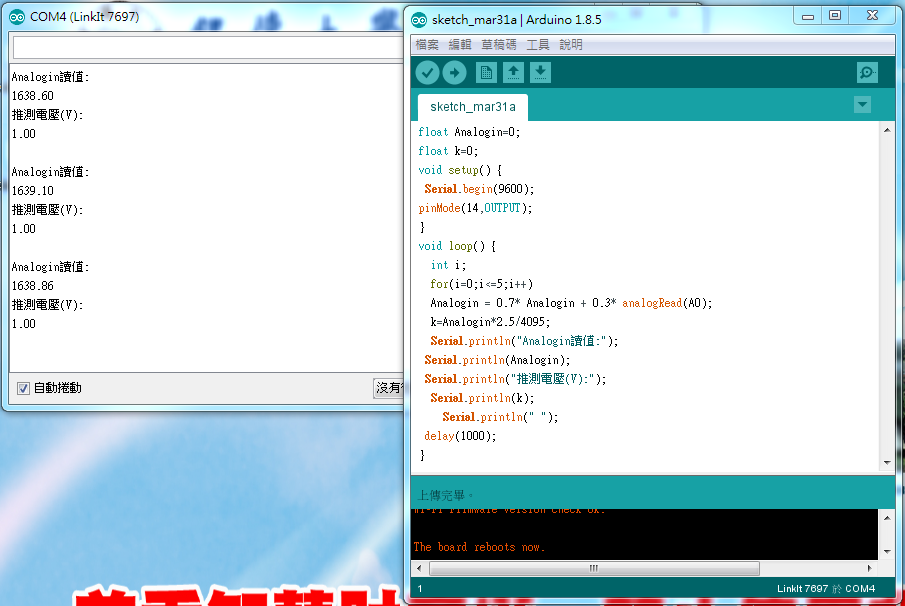 COM4 (LinkIt 7697)
Analogin讀值:
1638.60
推測電壓(V):
1.00
Analogin讀值:
1639.10
推測電壓(V):
1.00
Analogin讀值:
1638.86
推測電壓(V):
1.00
自動捲動
沒有
sketch_mar31a | Arduino 1.8.5
檔案 編輯 草稿碼 工具 說明
sketch_mar31a
float Analogin=0;
float k=0;
void setup() {
Serial.begin(9600);
pinMode(14,OUTPUT);
}
void loop() {
int i;
for(i=0;i<=5;i++)
Analogin = 0.7* Analogin + 0.3* analogRead(A0);
k=Analogin*2.5/4095;
Serial.println("Analogin讀值:");
Serial.println(Analogin);
Serial.println("推測電壓(V):");
Serial.println(k);
Serial.println(" ");
delay(1000);
}
上傳完畢。
Wi-Fi firmware version check ok.
The board reboots now.
1
LinkIt 7697 於 COM4